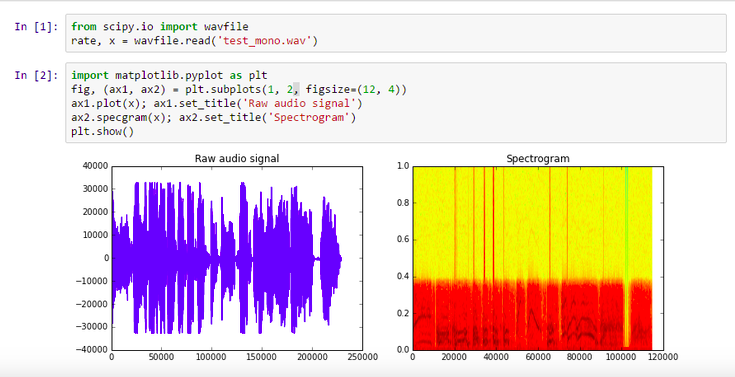 In [1]:
from scipy.io import wavfile
rate, x = wavfile.read('test_mono.wav')
In [2]:
import matplotlib.pyplot as plt
fig, (ax1, ax2) = plt.subplots(1, 2, figsize=(12, 4))
ax1.plot(x); ax1.set_title('Raw audio signal')
ax2.specgram(x); ax2.set_title('Spectrogram')
plt.show()
Raw audio signal
40000
30000
20000
10000
0
−10000
−20000
−30000
−40000
0 50000 100000 150000 200000 250000
Spectrogram
1.0
0.8
0.6
0.4
0.2
0.0
0 20000 40000 60000 80000 100000 120000